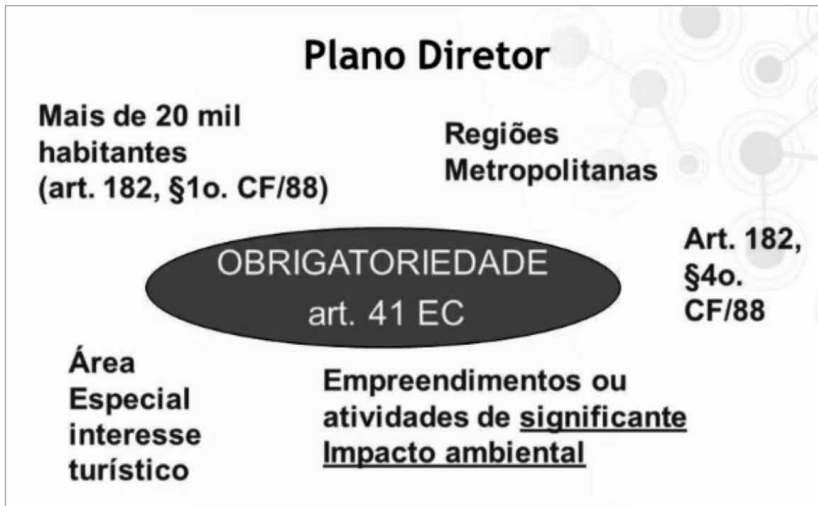 Plano Diretor
Mais de 20 mil
habitantes
(art. 182, §1o. CF/88)
Regiões
Metropolitanas
OBRIGATORIEDADE
art. 41 EC
Art. 182,
§4o.
CF/88
Área
Especial
interesse
turístico
Empreendimentos ou
atividades de significante
Impacto ambiental